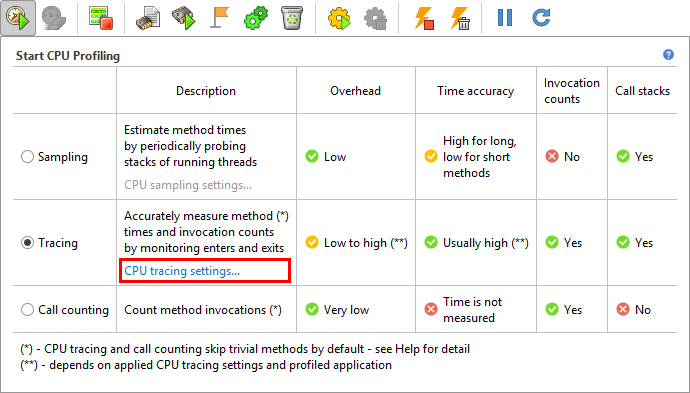 Start CPU Profiling
Description
Overhead
Time accuracy
Invocation
counts
Call stacks
Sampling
Estimate method times
by periodically probing
stacks of running threads
CPU sampling settings...
Low
High for long,
low for short
methods
No
Yes
Tracing
Accurately measure method (*)
times and invocation counts
by monitoring enters and exits
CPU tracing settings...
Low to high (**)
Usually high (**)
Yes
Yes
Call counting
Count method invocations (*)
Very low
Time is not
measured
Yes
No
(*) - CPU tracing and call counting skip trivial methods by default - see Help for detail
(**) - depends on applied CPU tracing settings and profiled application